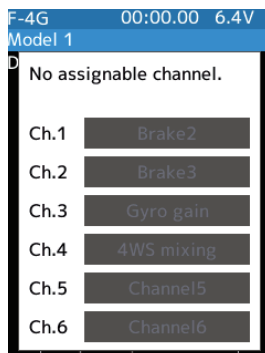 F-4G 00:00.00 6.4V
Model 1
D
No assignable channel.
Ch.1 Brake2
Ch.2 Brake3
Ch.3 Gyro gain
Ch.4 4WS mixing
Ch.5 Channel5
Ch.6 Channel6